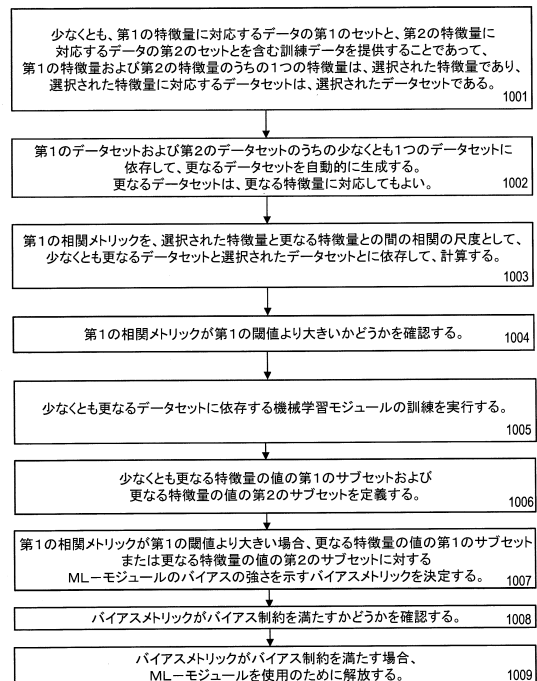 少なくとも、第１の特徴量に対応するデータの第１のセットと、第２の特徴量に
対応するデータの第２のセットとを含む訓練データを提供することであって、
第１の特徴量および第２の特徴量のうちの１つの特徴量は、選択された特徴量であり、
選択された特徴量に対応するデータセットは、選択されたデータセットである。
1001
第１のデータセットおよび第２のデータセットのうちの少なくとも１つのデータセットに
依存して、更なるデータセットを自動的に生成する。
更なるデータセットは、更なる特徴量に対応してもよい。
1002
第１の相関メトリックを、選択された特徴量と更なる特徴量との間の相関の尺度として、
少なくとも更なるデータセットと選択されたデータセットとに依存して、計算する。
1003
第１の相関メトリックが第１の閾値より大きいかどうかを確認する。
1004
少なくとも更なるデータセットに依存する機械学習モジュールの訓練を実行する。
1005
少なくとも更なる特徴量の値の第１のサブセットおよび
更なる特徴量の値の第２のサブセットを定義する。
1006
第１の相関メトリックが第１の閾値より大きい場合、更なる特徴量の値の第１のサブセット
または更なる特徴量の値の第２のサブセットに対する
ＭＬ－モジュールのバイアスの強さを示すバイアスメトリックを決定する。
1007
バイアスメトリックがバイアス制約を満たすかどうかを確認する。
1008
バイアスメトリックがバイアス制約を満たす場合、
ＭＬ－モジュールを使用のために解放する。
1009